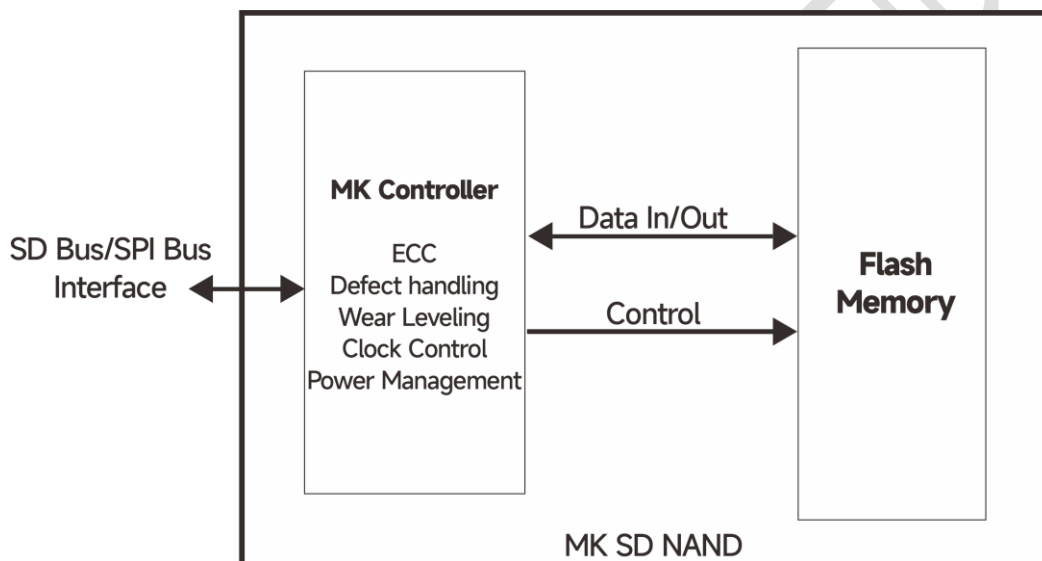 SD Bus/SPI Bus
Interface
MK Controller
ECC
Defect handling
Wear Leveling
Clock Control
Power Management
Data In/Out
Control
Flash
Memory
MK SD NAND